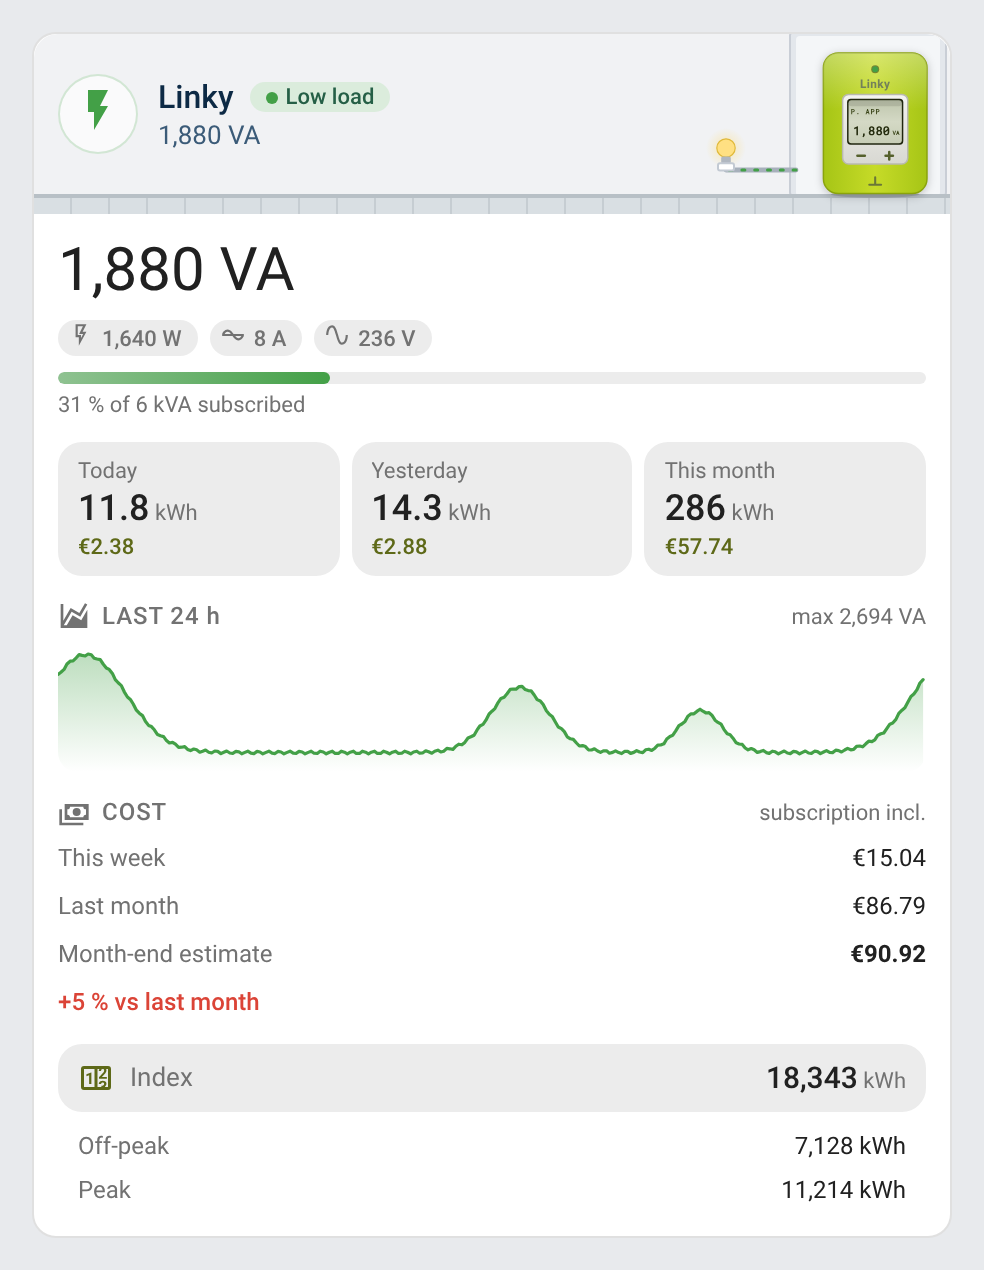 Linky
Low load
1,880 VA
Linky
P. APP
1,880 VA
1,880 VA
1,640 W
8 A
236 V
31 % of 6 kVA subscribed
Today
11.8 kWh
€2.38
Yesterday
14.3 kWh
€2.88
This month
286 kWh
€57.74
LAST 24 h
max 2,694 VA
COST
subscription incl.
This week
€15.04
Last month
€86.79
Month-end estimate
€90.92
+5 % vs last month
Index
18,343 kWh
Off-peak
7,128 kWh
Peak
11,214 kWh